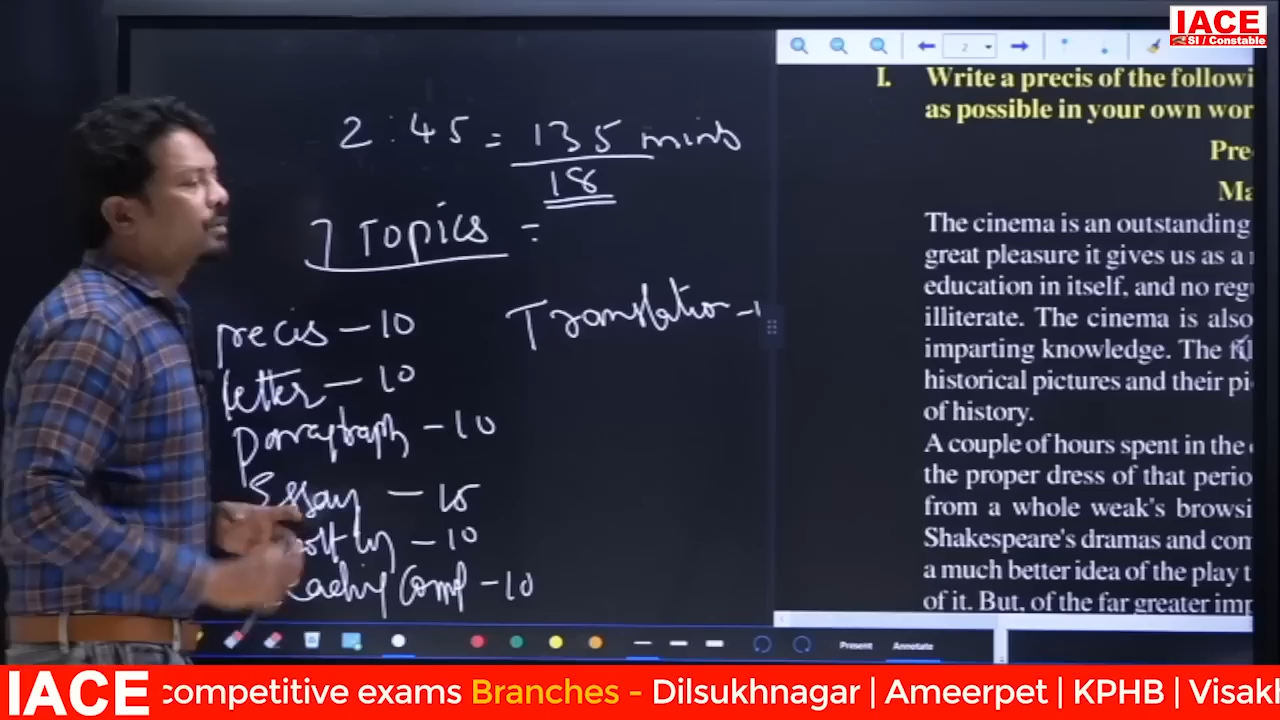 IACE
SI / Constable
2
I. Write a precis of the followi
as possible in your own wor
Pre
Ma
2:45 = 135 mins
18
7 Topics =
precis - 10
letter - 10
paragraph - 10
Essay - 15
- 10
Comp - 10
Translation -
The cinema is an outstanding
great pleasure it gives us as a
education in itself, and no reg
illiterate. The cinema is also
imparting knowledge. The
historical pictures and their pi
of history.
A couple of hours spent in the
the proper dress of that perio
from a whole weak's browsi
Shakespeare's dramas and com
a much better idea of the play t
of it. But, of the far greater imp
Present
Annotate
IACE competitive exams Branches - Dilsukhnagar | Ameerpet | KPHB | Visak